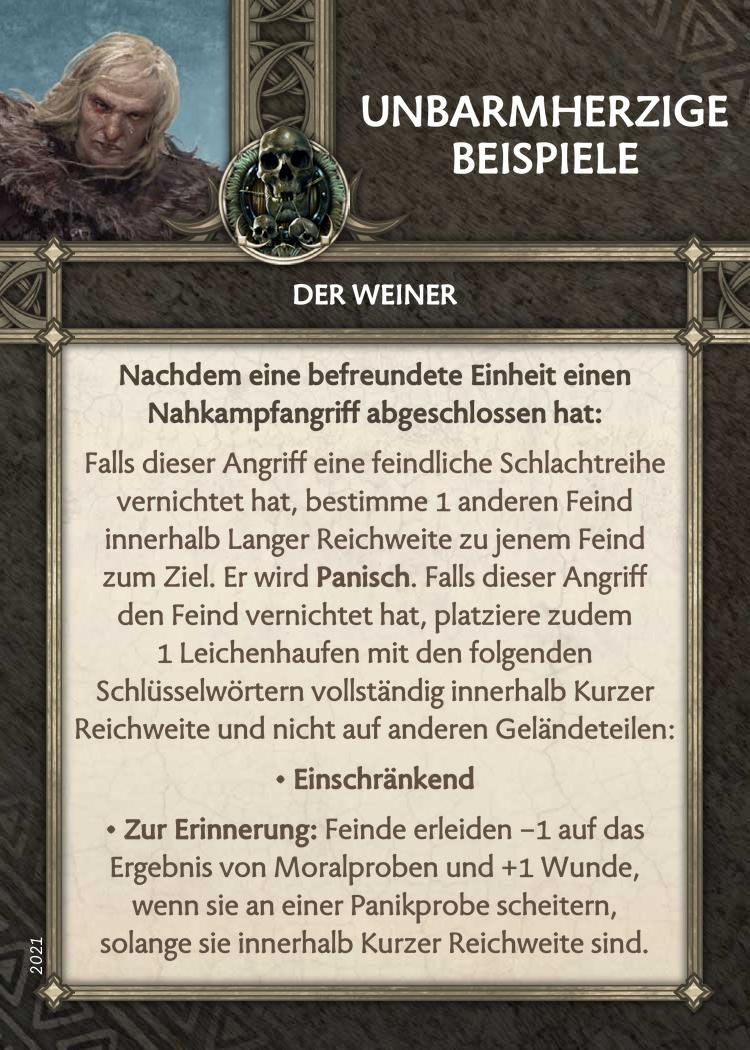 UNBARMHERZIGE
BEISPIELE
DER WEINER
Nachdem eine befreundete Einheit einen
Nahkampfangriff abgeschlossen hat:
Falls dieser Angriff eine feindliche Schlachtreihe
vernichtet hat, bestimme 1 anderen Feind
innerhalb Langer Reichweite zu jenem Feind
zum Ziel. Er wird Panisch. Falls dieser Angriff
den Feind vernichtet hat, platziere zudem
1 Leichenhaufen mit den folgenden
Schlüsselwörtern vollständig innerhalb Kurzer
Reichweite und nicht auf anderen Geländeteilen:
• Einschränkend
• Zur Erinnerung: Feinde erleiden –1 auf das
Ergebnis von Moralproben und +1 Wunde,
wenn sie an einer Panikprobe scheitern,
solange sie innerhalb Kurzer Reichweite sind.
2021